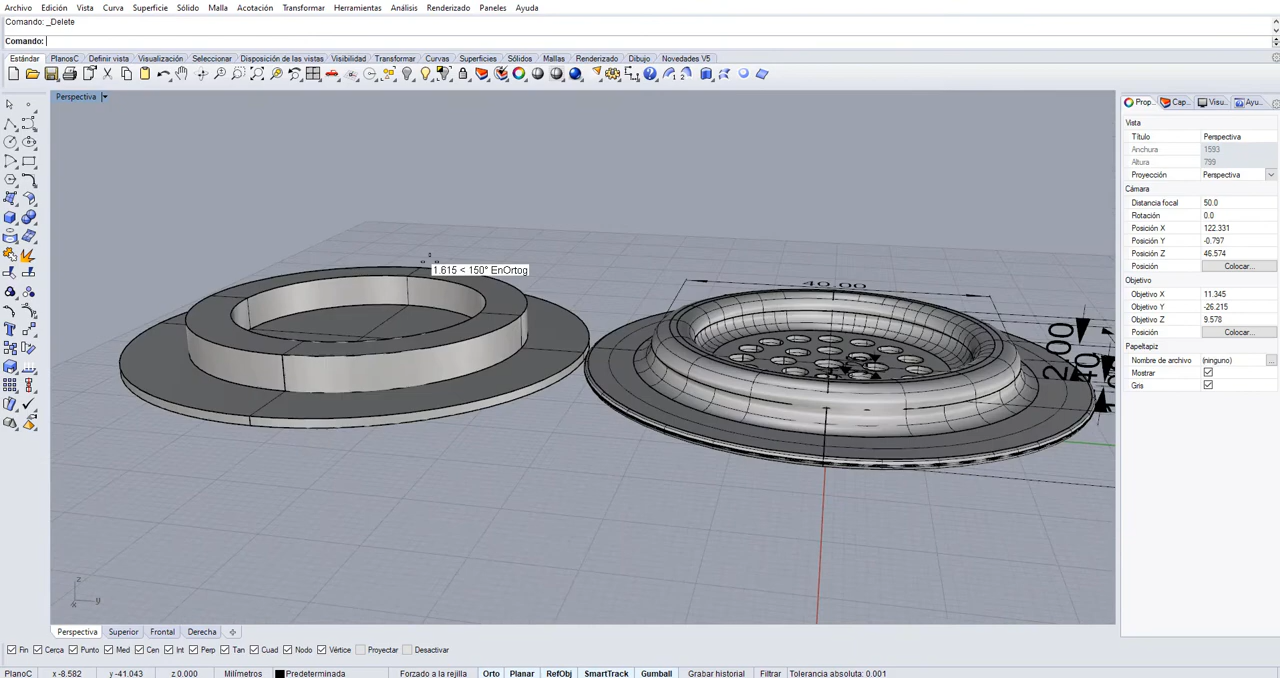 Archivo Edición Vista Curva Superficie Sólido Malla Acotación Transformar Herramientas Análisis Renderizado Paneles Ayuda
Comando: _Delete
Comando:
Estándar PlanosC Definir vista Visualización Seleccionar Disposición de las vistas Visibilidad Transformar Curvas Superficies Sólidos Mallas Renderizado Dibujo Novedades V5
Perspectiva
Prop.. Cap.. Visu.. Ayu..
Vista
Título Perspectiva
Anchura 1593
Altura 799
Proyección Perspectiva
Cámara
Distancia focal 50.0
Rotación 0.0
Posición X 122.331
Posición Y -0.797
Posición Z 46.574
Posición Colocar...
Objetivo
Objetivo X 11.345
Objetivo Y -26.215
Objetivo Z 9.578
Posición Colocar...
Papeltapiz
Nombre de archivo (ninguno) ...
Mostrar
Gris
1.615 < 150° EnOrtog
40.00
z
x y
Perspectiva Superior Frontal Derecha
Fin Cerca Punto Med Cen Int Perp Tan Cuad Nodo Vértice Proyectar Desactivar
PlanoC x -8.582 y -41.043 z 0.000 Milímetros Predeterminada Forzado a la rejilla Orto Planar RefObj SmartTrack Gumball Grabar historial Filtrar Tolerancia absoluta: 0.001